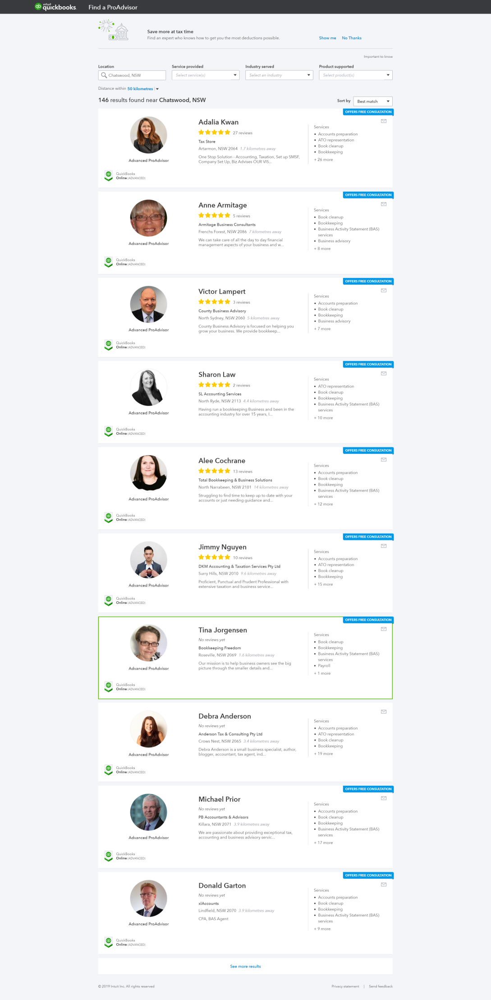 intuit
quickbooks. Find a ProAdvisor
Save more at tax time
Find an expert who knows how to get you the most deductions possible.
Show me No Thanks
Important to know
Location Service provided Industry served Product supported
Chatswood, NSW Select service(s) Select an industry Select product(s)
Distance within 50 kilometres
146 results found near Chatswood, NSW
Sort by Best match
OFFERS FREE CONSULTATION
Adalia Kwan
27 reviews
Tax Store
Artarmon, NSW 2064 1.7 kilometres away
One Stop Solution - Accounting, Taxation, Set up SMSF,
Company Set Up, Biz Advises OUR VIS...
Advanced ProAdvisor
Services
• Accounts preparation
• ATO representation
• Book cleanup
• Bookkeeping
+ 26 more
QuickBooks
Online (ADVANCED)
OFFERS FREE CONSULTATION
Anne Armitage
5 reviews
Armitage Business Consultants
Frenchs Forest, NSW 2086 7 kilometres away
We can take care of all the day to day financial
management aspects of your business and w...
Advanced ProAdvisor
Services
• Book cleanup
• Bookkeeping
• Business Activity Statement (BAS)
services
• Business advisory
+ 8 more
QuickBooks
Online (ADVANCED)
OFFERS FREE CONSULTATION
Victor Lampert
3 reviews
County Business Advisory
North Sydney, NSW 2060 5 kilometres away
County Business Advisory is focused on helping you
grow your business. We provide bookkeep...
Advanced ProAdvisor
Services
• Accounts preparation
• Book cleanup
• Bookkeeping
• Business advisory
+ 7 more
QuickBooks
Online (ADVANCED)
OFFERS FREE CONSULTATION
Sharon Law
2 reviews
SL Accounting Services
North Ryde, NSW 2113 4.4 kilometres away
Having run a bookkeeping Business and been in the
accounting industry for over 15 years, I...
Advanced ProAdvisor
Services
• ATO representation
• Book cleanup
• Bookkeeping
• Business Activity Statement (BAS)
services
+ 10 more
QuickBooks
Online (ADVANCED)
OFFERS FREE CONSULTATION
Alee Cochrane
13 reviews
Total Bookkeeping & Business Solutions
North Narrabeen, NSW 2101 14 kilometres away
Struggling to find time to keep up to date with your
accounts or just needing guidance and...
Advanced ProAdvisor
Services
• Accounts preparation
• Book cleanup
• Bookkeeping
• Business Activity Statement (BAS)
services
+ 12 more
QuickBooks
Online (ADVANCED)
OFFERS FREE CONSULTATION
Jimmy Nguyen
10 reviews
DKM Accounting & Taxation Services Pty Ltd
Surry Hills, NSW 2010 9.6 kilometres away
Proficient, Punctual and Prudent Professional with
extensive taxation and business service...
Advanced ProAdvisor
Services
• Accounts preparation
• ATO representation
• Book cleanup
• Bookkeeping
+ 15 more
QuickBooks
Online (ADVANCED)
OFFERS FREE CONSULTATION
Tina Jorgensen
No reviews yet
Bookkeeping Freedom
Roseville, NSW 2069 1.6 kilometres away
Our mission is to help business owners see the big
picture through the smaller details and...
Advanced ProAdvisor
Services
• Book cleanup
• Bookkeeping
• Business Activity Statement (BAS)
services
• Payroll
+ 1 more
QuickBooks
Online (ADVANCED)
Debra Anderson
No reviews yet
Anderson Tax & Consulting Pty Ltd
Crows Nest, NSW 2065 3.4 kilometres away
Debra Anderson is a small business specialist, author,
blogger, accountant, tax agent, ind...
Advanced ProAdvisor
Services
• Accounts preparation
• ATO representation
• Book cleanup
• Bookkeeping
+ 19 more
QuickBooks
Online (ADVANCED)
OFFERS FREE CONSULTATION
Michael Prior
No reviews yet
PB Accountants & Advisors
Killara, NSW 2071 3.9 kilometres away
We are passionate about providing exceptional tax,
accounting and business advisory servic...
Advanced ProAdvisor
Services
• Accounts preparation
• Book cleanup
• Bookkeeping
• Business Activity Statement (BAS)
services
+ 17 more
QuickBooks
Online (ADVANCED)
OFFERS FREE CONSULTATION
Donald Garton
No reviews yet
xlAccounts
Lindfield, NSW 2070 3.9 kilometres away
CPA, BAS Agent
Advanced ProAdvisor
Services
• Accounts preparation
• Book cleanup
• Bookkeeping
• Business Activity Statement (BAS)
services
+ 9 more
QuickBooks
Online (ADVANCED)
See more results
© 2019 Intuit Inc. All rights reserved
Privacy statement | Send feedback